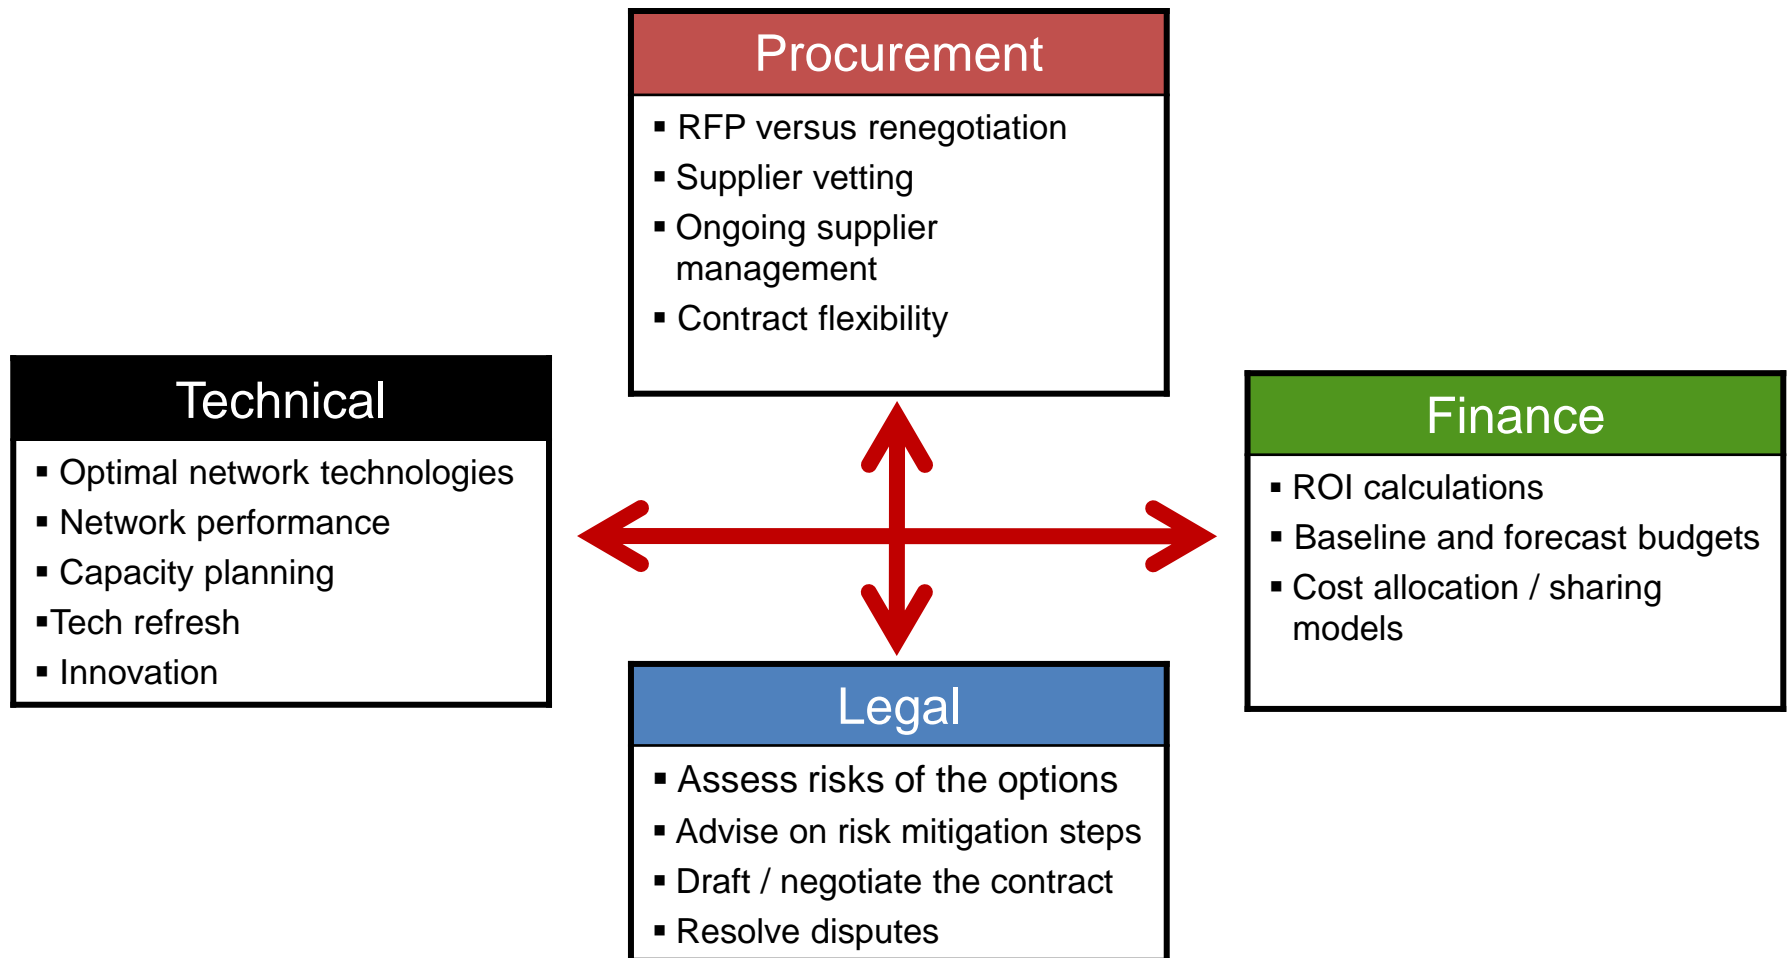 Procurement
▪ RFP versus renegotiation
▪ Supplier vetting
▪ Ongoing supplier
management
▪ Contract flexibility
Technical
▪ Optimal network technologies
▪ Network performance
▪ Capacity planning
▪Tech refresh
▪ Innovation
Finance
▪ ROI calculations
▪ Baseline and forecast budgets
▪ Cost allocation / sharing
models
Legal
▪ Assess risks of the options
▪ Advise on risk mitigation steps
▪ Draft / negotiate the contract
▪ Resolve disputes